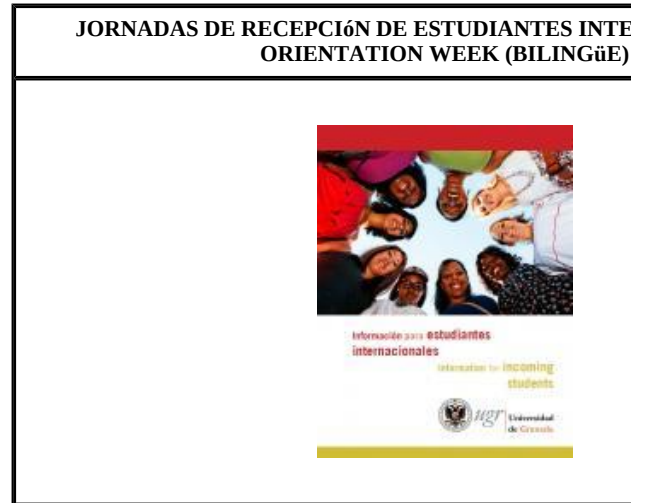 JORNADAS DE RECEPCIóN DE ESTUDIANTES INTE
ORIENTATION WEEK (BILINGüE)
Información para estudiantes
internacionales
information for incoming
students
ugr
Universidad
de Granada